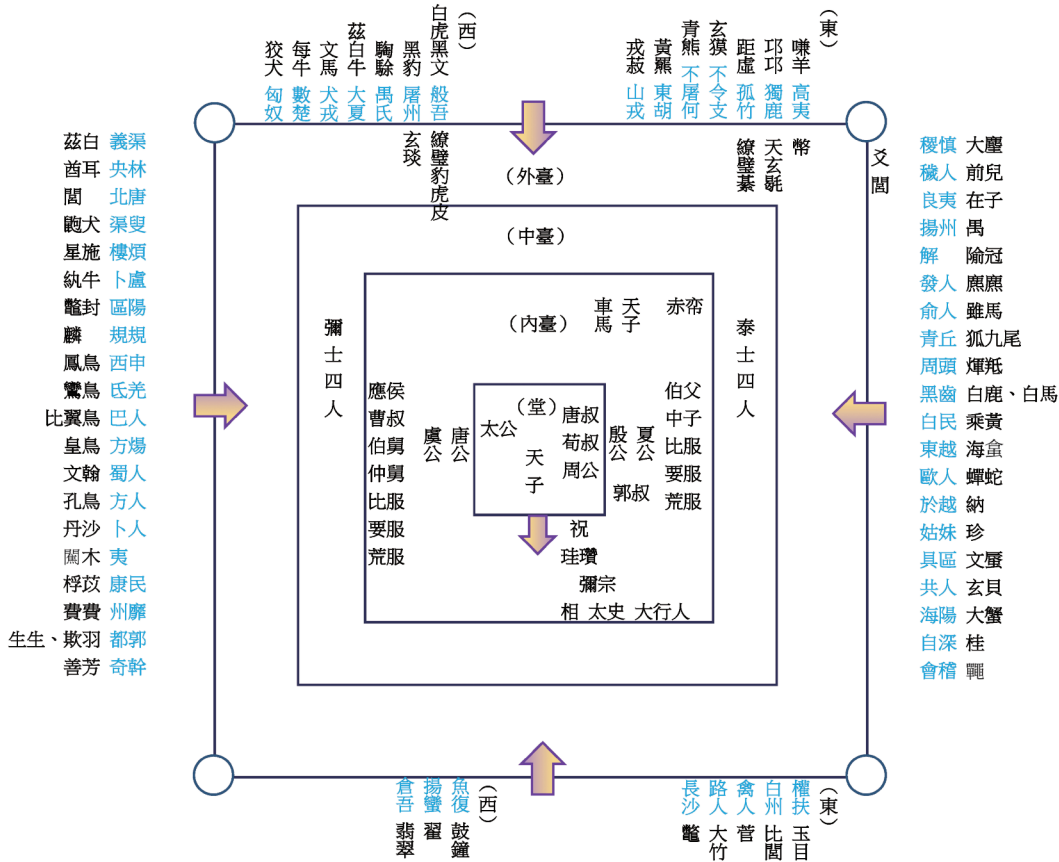 （東）
嗛羊 高夷
邛邛 獨鹿
距虛 孤竹
玄獏 不令支
青熊 不屠何
黃羆 東胡
戎菽 山戎
（西）
白虎黑文 般吾
黑豹 屠州
騊駼 禺氏
茲白牛 大夏
文馬 犬戎
每牛 數楚
狡犬 匈奴
幣
天玄毼
繚璧綦
繚璧豹虎皮
玄琰
爻閭
（外臺）
（中臺）
（內臺）
天子
車馬
赤帟
泰士四人
彌士四人
（堂）
太公
唐叔
荀叔
周公
天子
殷公
夏公
郭叔
唐公
虞公
伯父
中子
比服
要服
荒服
應侯
曹叔
伯舅
仲舅
比服
要服
荒服
祝
珪瓚
彌宗
相 太史 大行人
稷慎 大麈
穢人 前兒
良夷 在子
揚州 禺
解 隃冠
發人 麃麃
俞人 雖馬
青丘 狐九尾
周頭 煇羝
黑齒 白鹿、白馬
白民 乘黃
東越 海
歐人 蟬蛇
於越 納
姑妹 珍
具區 文蜃
共人 玄貝
海陽 大蟹
自深 桂
會稽
茲白 義渠
酋耳 央林
閭 北唐
鼩犬 渠叟
星施 樓煩
紈牛 卜盧
鼈封 區陽
麟 規規
鳳鳥 西申
鸞鳥 氐羌
比翼鳥 巴人
皇鳥 方煬
文翰 蜀人
孔鳥 方人
丹沙 卜人
木 夷
桴苡 康民
費費 州靡
生生、欺羽 都郭
善芳 奇幹
（東）
權扶 玉目
白州 比閭
禽人 菅
路人 大竹
長沙 鼈
（西）
魚復 鼓鐘
揚蠻 翟
倉吾 翡翠